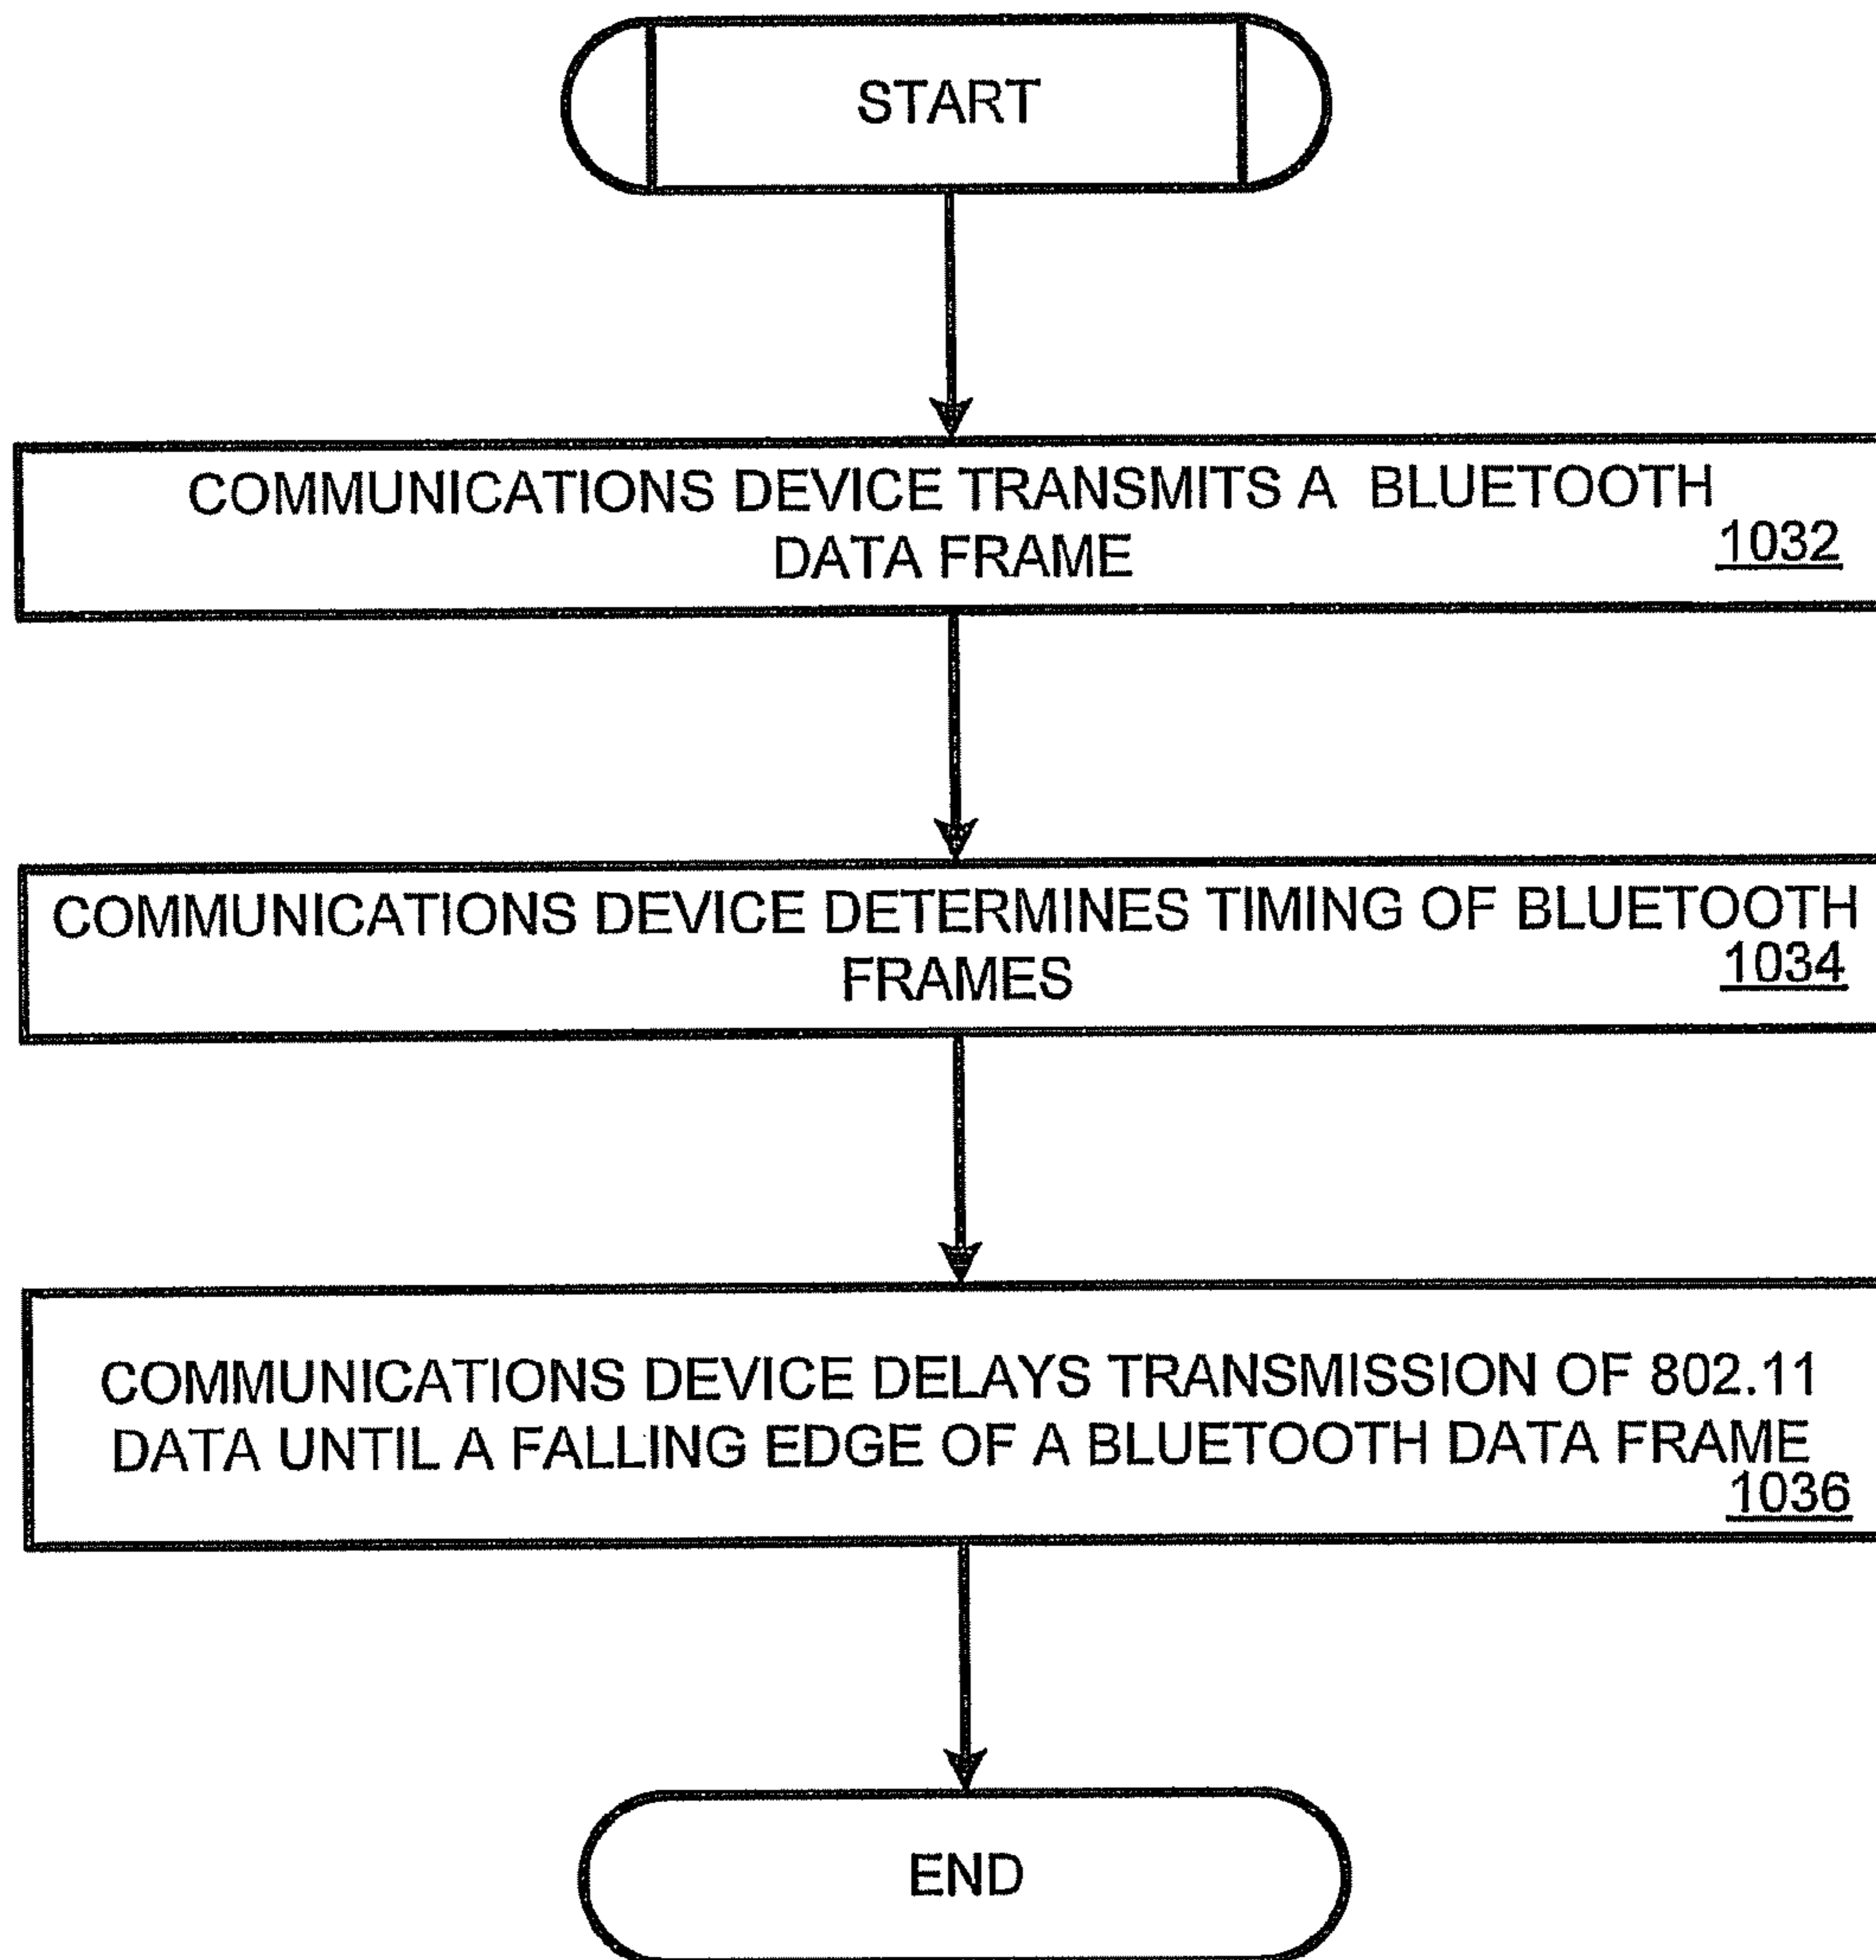 START
COMMUNICATIONS DEVICE TRANSMITS A BLUETOOTH
DATA FRAME
1032
COMMUNICATIONS DEVICE DETERMINES TIMING OF BLUETOOTH
FRAMES
1034
COMMUNICATIONS DEVICE DELAYS TRANSMISSION OF 802.11
DATA UNTIL A FALLING EDGE OF A BLUETOOTH DATA FRAME
1036
END